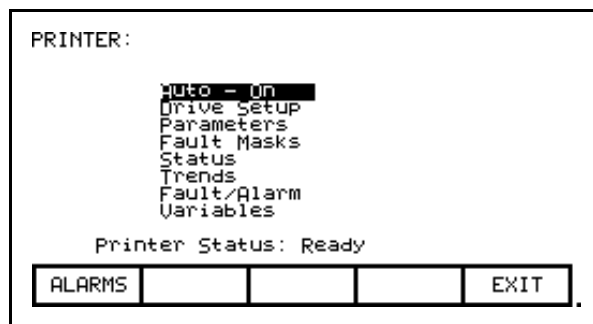 PRINTER:
Auto - On
Drive Setup
Parameters
Fault Masks
Status
Trends
Fault/Alarm
Variables
Printer Status: Ready
ALARMS EXIT